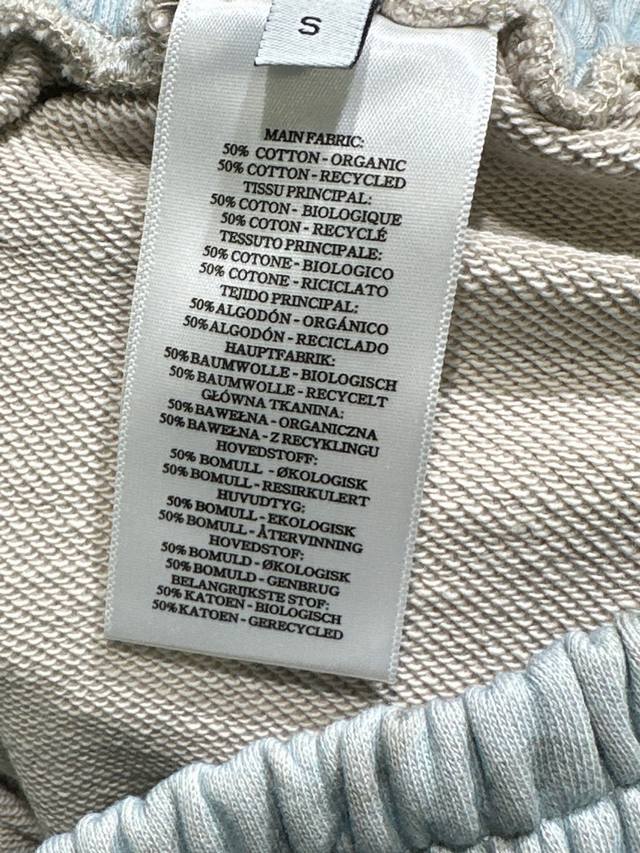 S
MAIN FABRIC:
50% COTTON - ORGANIC
50% COTTON - RECYCLED
TISSU PRINCIPAL:
50% COTON - BIOLOGIQUE
50% COTON - RECYCLÉ
TESSUTO PRINCIPALE:
50% COTONE - BIOLOGICO
50% COTONE - RICICLATO
TEJIDO PRINCIPAL:
50% ALGODÓN - ORGÁNICO
50% ALGODÓN - RECICLADO
HAUPTFABRIK:
50% BAUMWOLLE - BIOLOGISCH
50% BAUMWOLLE - RECYCELT
GŁÓWNA TKANINA:
50% BAWEŁNA - ORGANICZNA
50% BAWEŁNA - Z RECYKLINGU
HOVEDSTOFF:
50% BOMULL - ØKOLOGISK
50% BOMULL - RESIRKULERT
HUVUDTYG:
50% BOMULL - EKOLOGISK
50% BOMULL - ÅTERVINNING
HOVEDSTOF:
50% BOMULD - ØKOLOGISK
50% BOMULD - GENBRUG
BELANGRIJKSTE STOF:
50% KATOEN - BIOLOGISCH
50% KATOEN - GERECYCLED